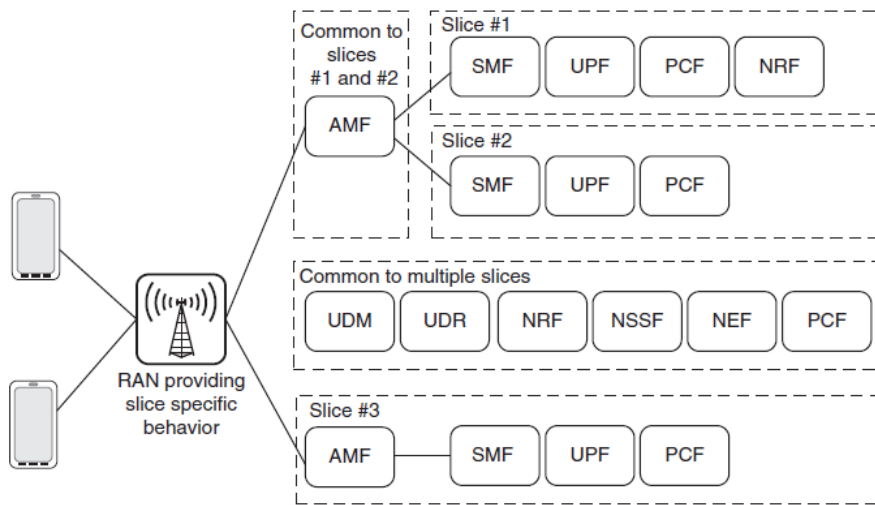 Common to
slices
#1 and #2
AMF
Slice #1
SMF UPF PCF NRF
Slice #2
SMF UPF PCF
Common to multiple slices
UDM UDR NRF NSSF NEF PCF
RAN providing
slice specific
behavior
Slice #3
AMF SMF UPF PCF